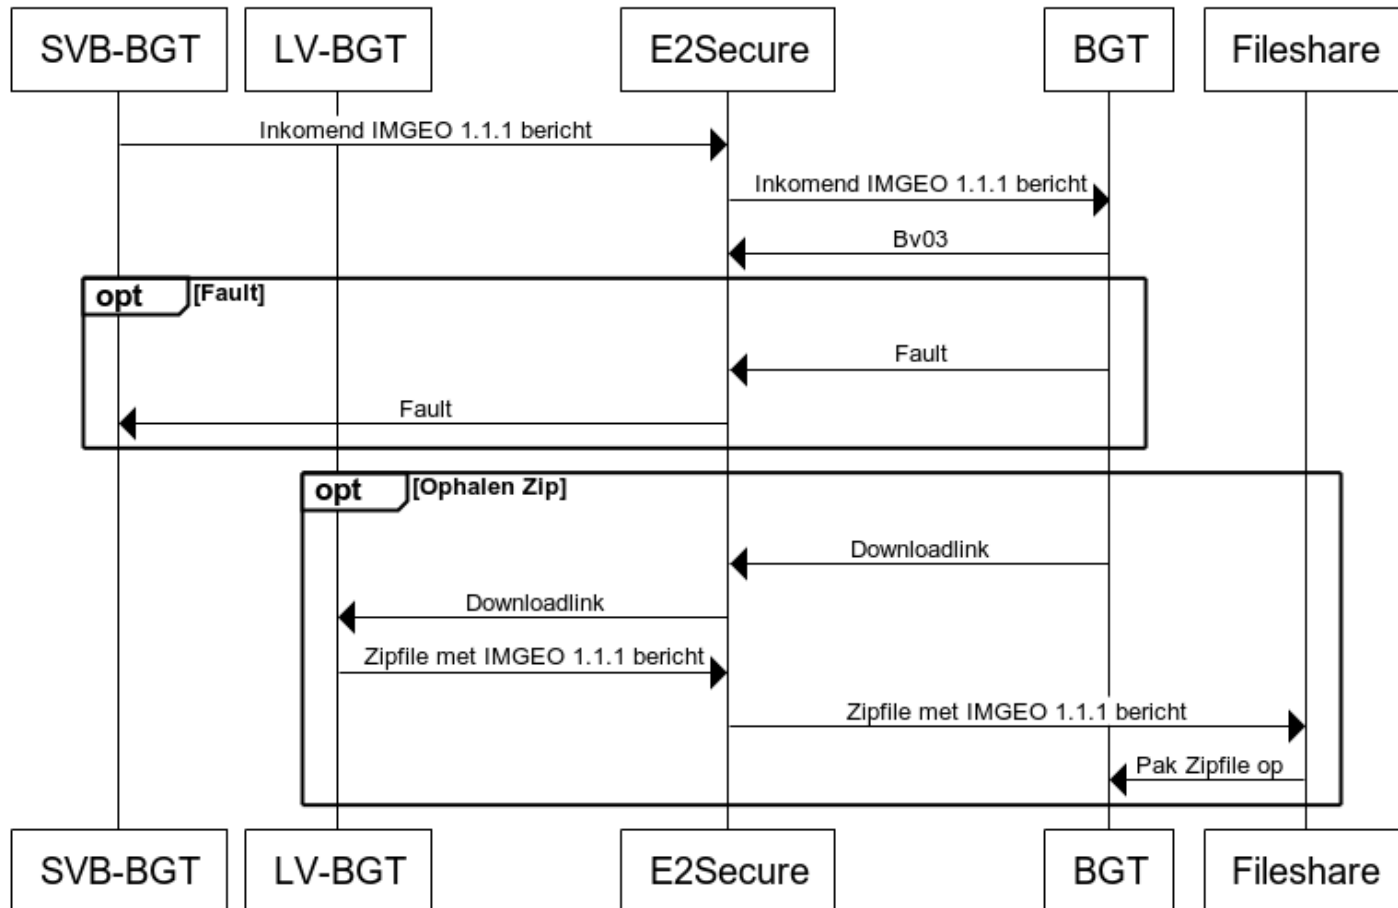 SVB-BGT LV-BGT E2Secure BGT Fileshare
Inkomend IMGEO 1.1.1 bericht
Inkomend IMGEO 1.1.1 bericht
Bv03
opt [Fault]
Fault
Fault
opt [Ophalen Zip]
Downloadlink
Downloadlink
Zipfile met IMGEO 1.1.1 bericht
Zipfile met IMGEO 1.1.1 bericht
Pak Zipfile op
SVB-BGT LV-BGT E2Secure BGT Fileshare